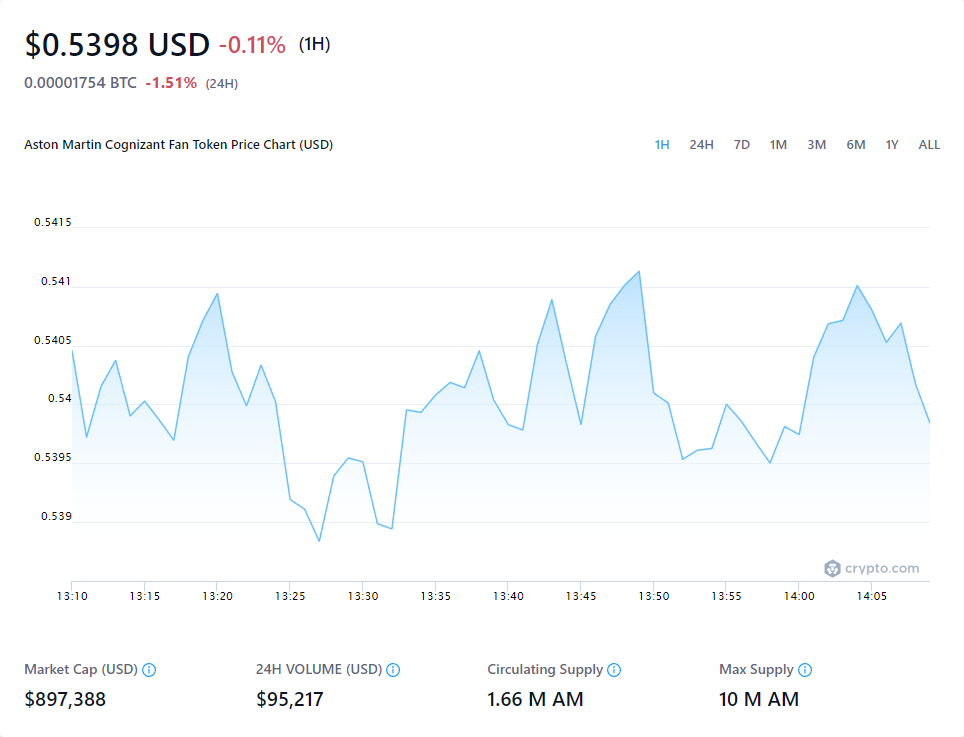 $0.5398 USD -0.11% (1H)
0.00001754 BTC -1.51% (24H)
Aston Martin Cognizant Fan Token Price Chart (USD) 1H 24H 7D 1M 3M 6M 1Y ALL
0.5415
0.541
0.5405
0.54
0.5395
0.539
crypto.com
13:10 13:15 13:20 13:25 13:30 13:35 13:40 13:45 13:50 13:55 14:00 14:05
Market Cap (USD) 24H VOLUME (USD) Circulating Supply Max Supply
$897,388 $95,217 1.66 M AM 10 M AM